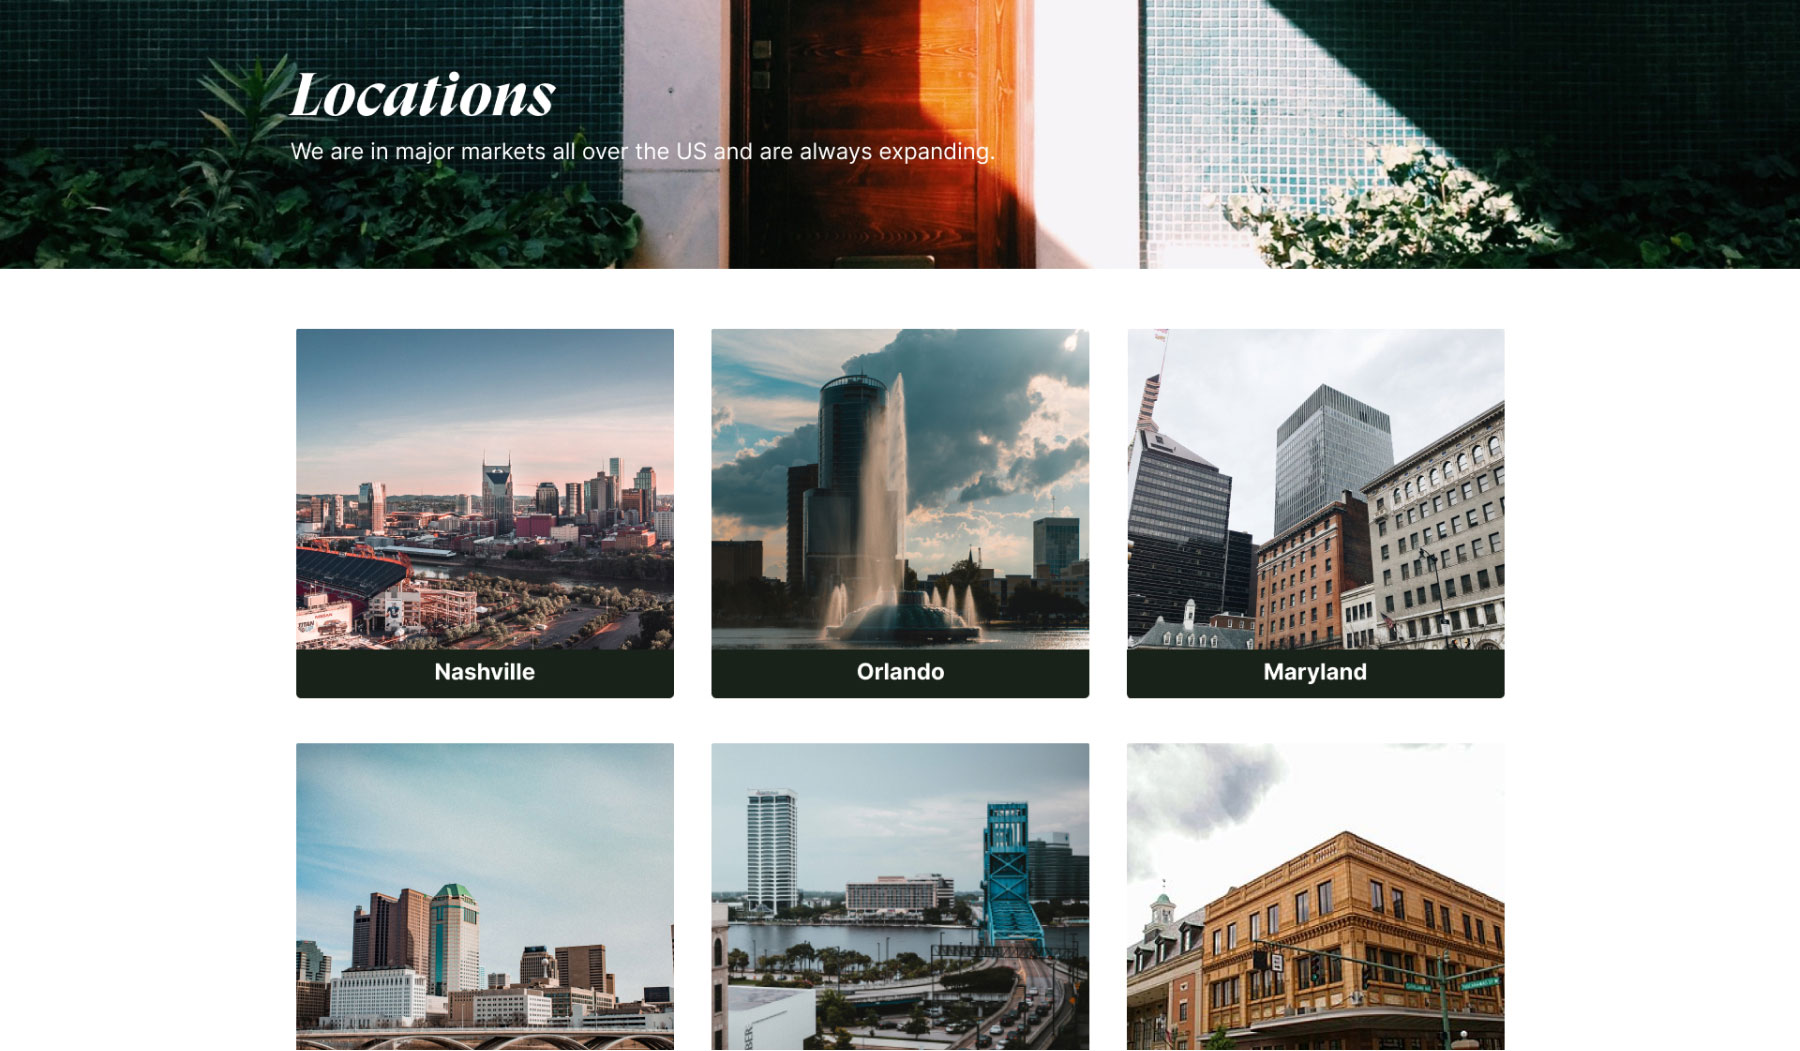 Locations
We are in major markets all over the US and are always expanding.
Nashville
Orlando
Maryland